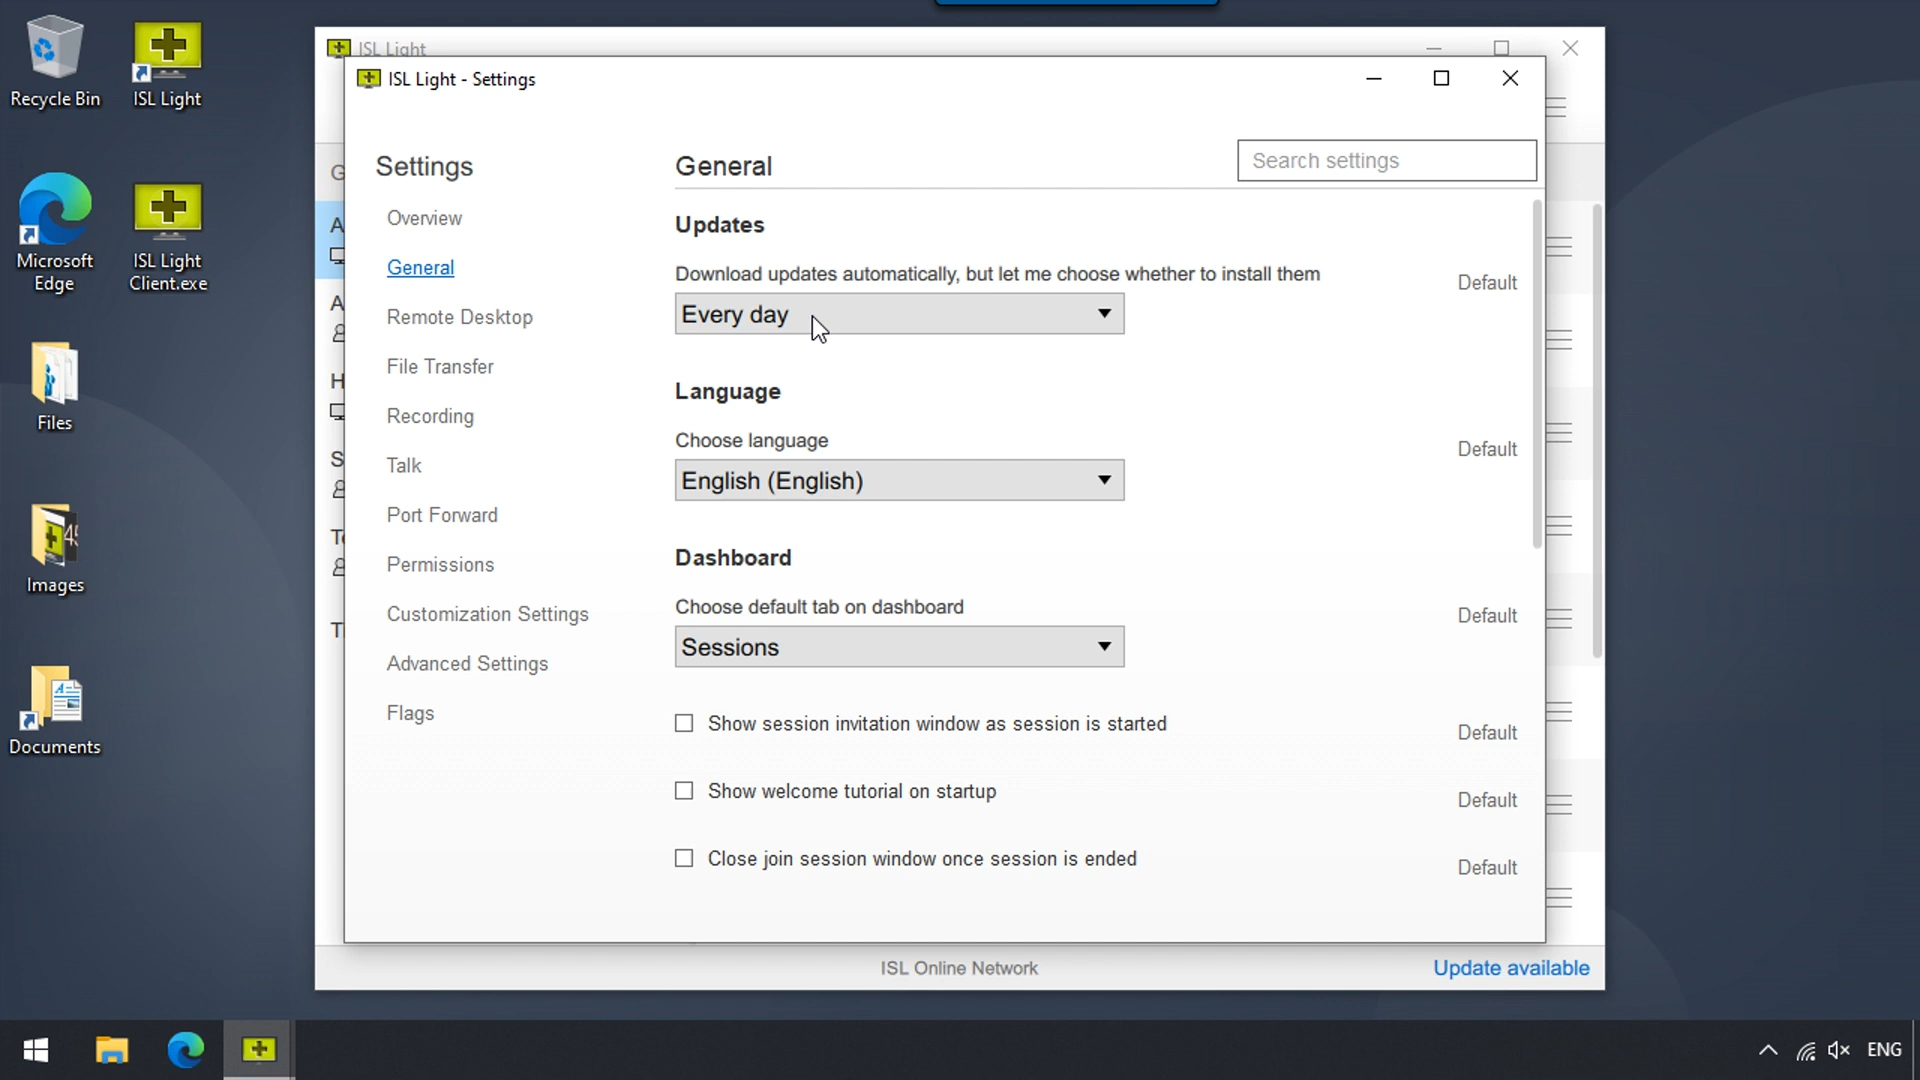 Recycle Bin
ISL Light
Microsoft
Edge
ISL Light
Client.exe
Files
Images
Documents
ISL Light
ISL Light - Settings
Settings
Overview
General
Remote Desktop
File Transfer
Recording
Talk
Port Forward
Permissions
Customization Settings
Advanced Settings
Flags
General
Search settings
Updates
Download updates automatically, but let me choose whether to install them
Default
Every day
Language
Choose language
Default
English (English)
Dashboard
Choose default tab on dashboard
Default
Sessions
Show session invitation window as session is started
Default
Show welcome tutorial on startup
Default
Close join session window once session is ended
Default
ISL Online Network
Update available
ENG